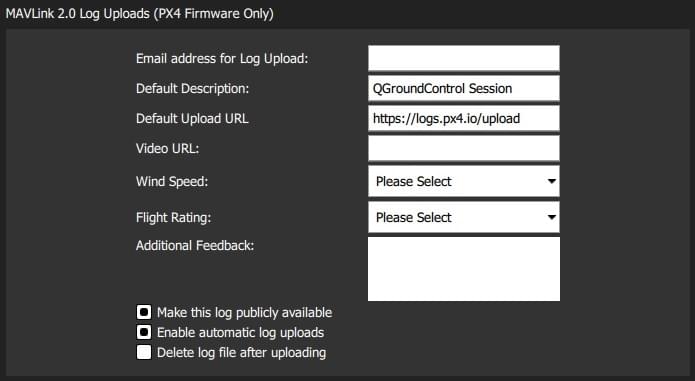 MAVLink 2.0 Log Uploads (PX4 Firmware Only)
Email address for Log Upload:
Default Description: QGroundControl Session
Default Upload URL https://logs.px4.io/upload
Video URL:
Wind Speed: Please Select
Flight Rating: Please Select
Additional Feedback:
Make this log publicly available
Enable automatic log uploads
Delete log file after uploading